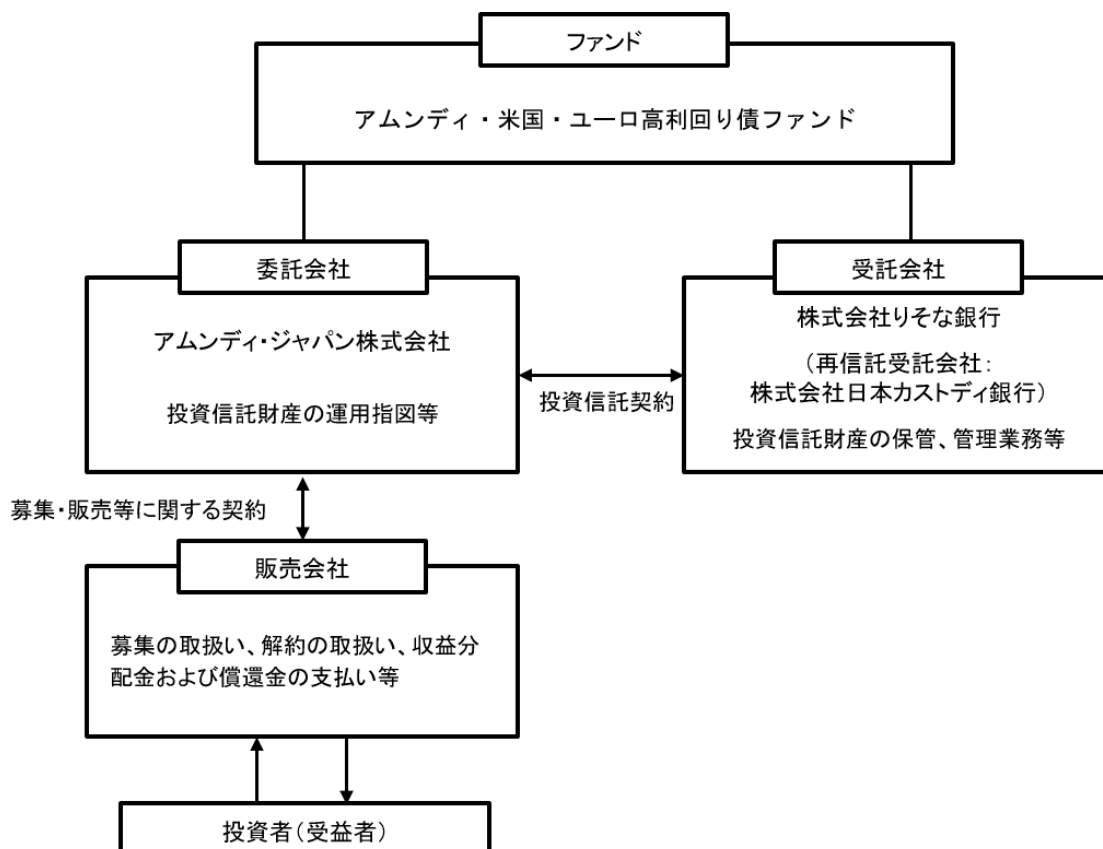 ファンド
アムンディ・米国・ユーロ高利回り債ファンド
委託会社
アムンディ・ジャパン株式会社
投資信託財産の運用指図等
投資信託契約
受託会社
株式会社りそな銀行
（再信託受託会社：
株式会社日本カストディ銀行）
投資信託財産の保管、管理業務等
募集・販売等に関する契約
販売会社
募集の取扱い、解約の取扱い、収益分
配金および償還金の支払い等
投資者（受益者）